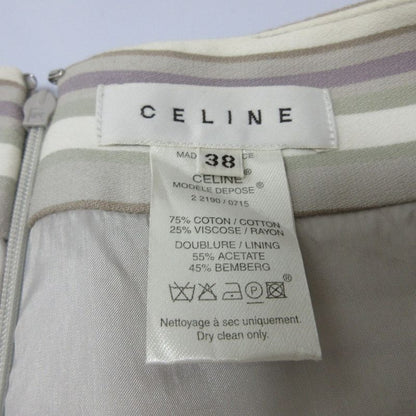 CELINE
38
MAD CE
CELINE®
MODELE DEPOSE®
2 2190 / 0215
75% COTON / COTTON
25% VISCOSE / RAYON
DOUBLURE / LINING
55% ACETATE
45% BEMBERG
®
P
Nettoyage à sec uniquement.
Dry clean only.